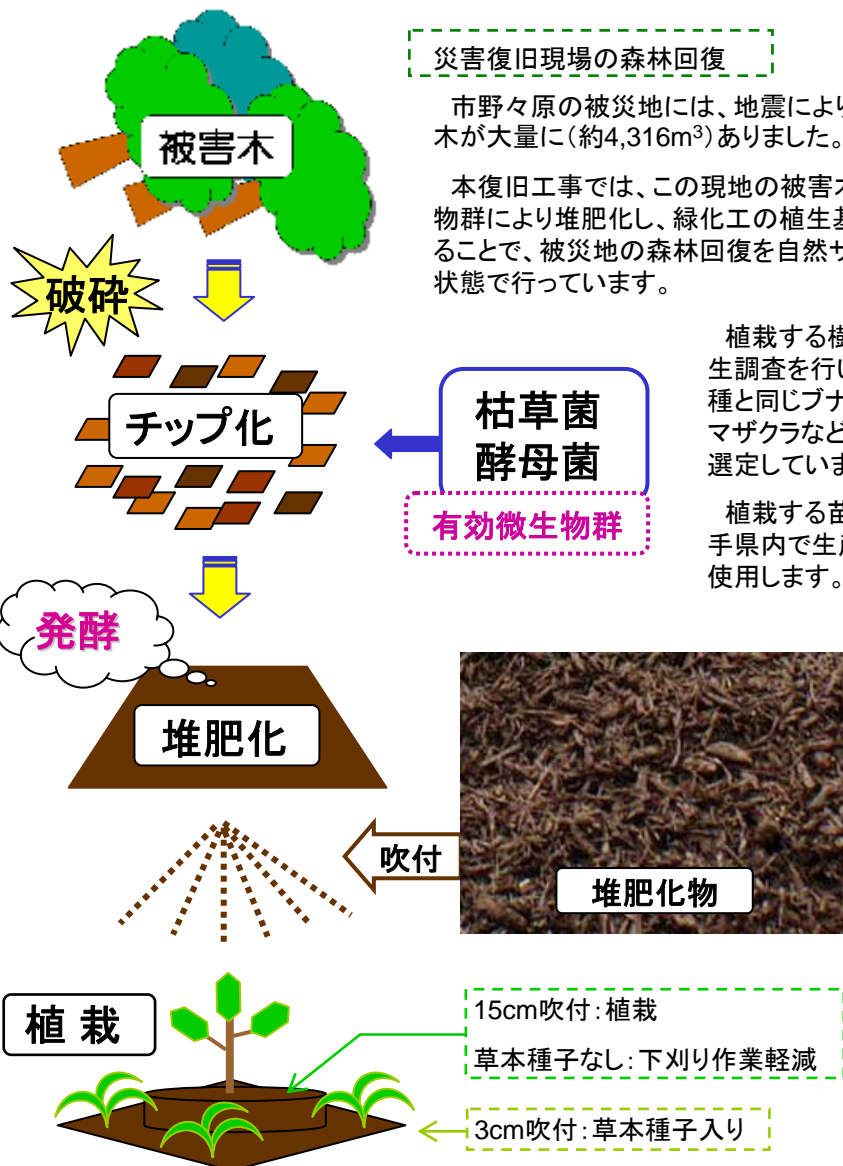 災害復旧現場の森林回復
市野々原の被災地には、地震により
木が大量に（約4,316m³）ありました。
本復旧工事では、この現地の被害木
物群により堆肥化し、緑化工の植生基
ることで、被災地の森林回復を自然サ
状態で行っています。
植栽する樹
生調査を行い
種と同じブナ
マザクラなど
選定していま
植栽する苗
手県内で生産
使用します。
被害木
破砕
チップ化
枯草菌
酵母菌
有効微生物群
発酵
堆肥化
吹付
堆肥化物
植 栽
15cm吹付：植栽
草本種子なし：下刈り作業軽減
3cm吹付：草本種子入り